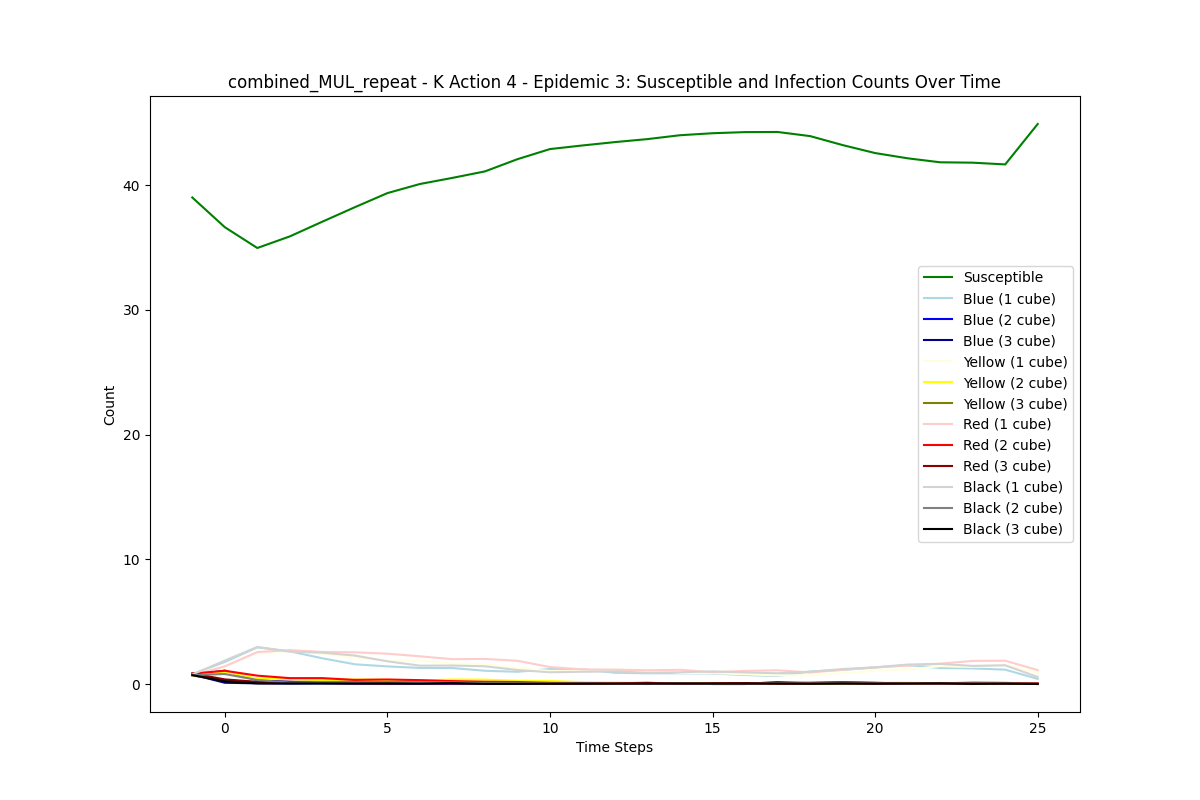 combined_MUL_repeat - K Action 4 - Epidemic 3: Susceptible and Infection Counts Over Time
Count
40
30
20
10
0
Susceptible
Blue (1 cube)
Blue (2 cube)
Blue (3 cube)
Yellow (1 cube)
Yellow (2 cube)
Yellow (3 cube)
Red (1 cube)
Red (2 cube)
Red (3 cube)
Black (1 cube)
Black (2 cube)
Black (3 cube)
0 5 10 15 20 25
Time Steps